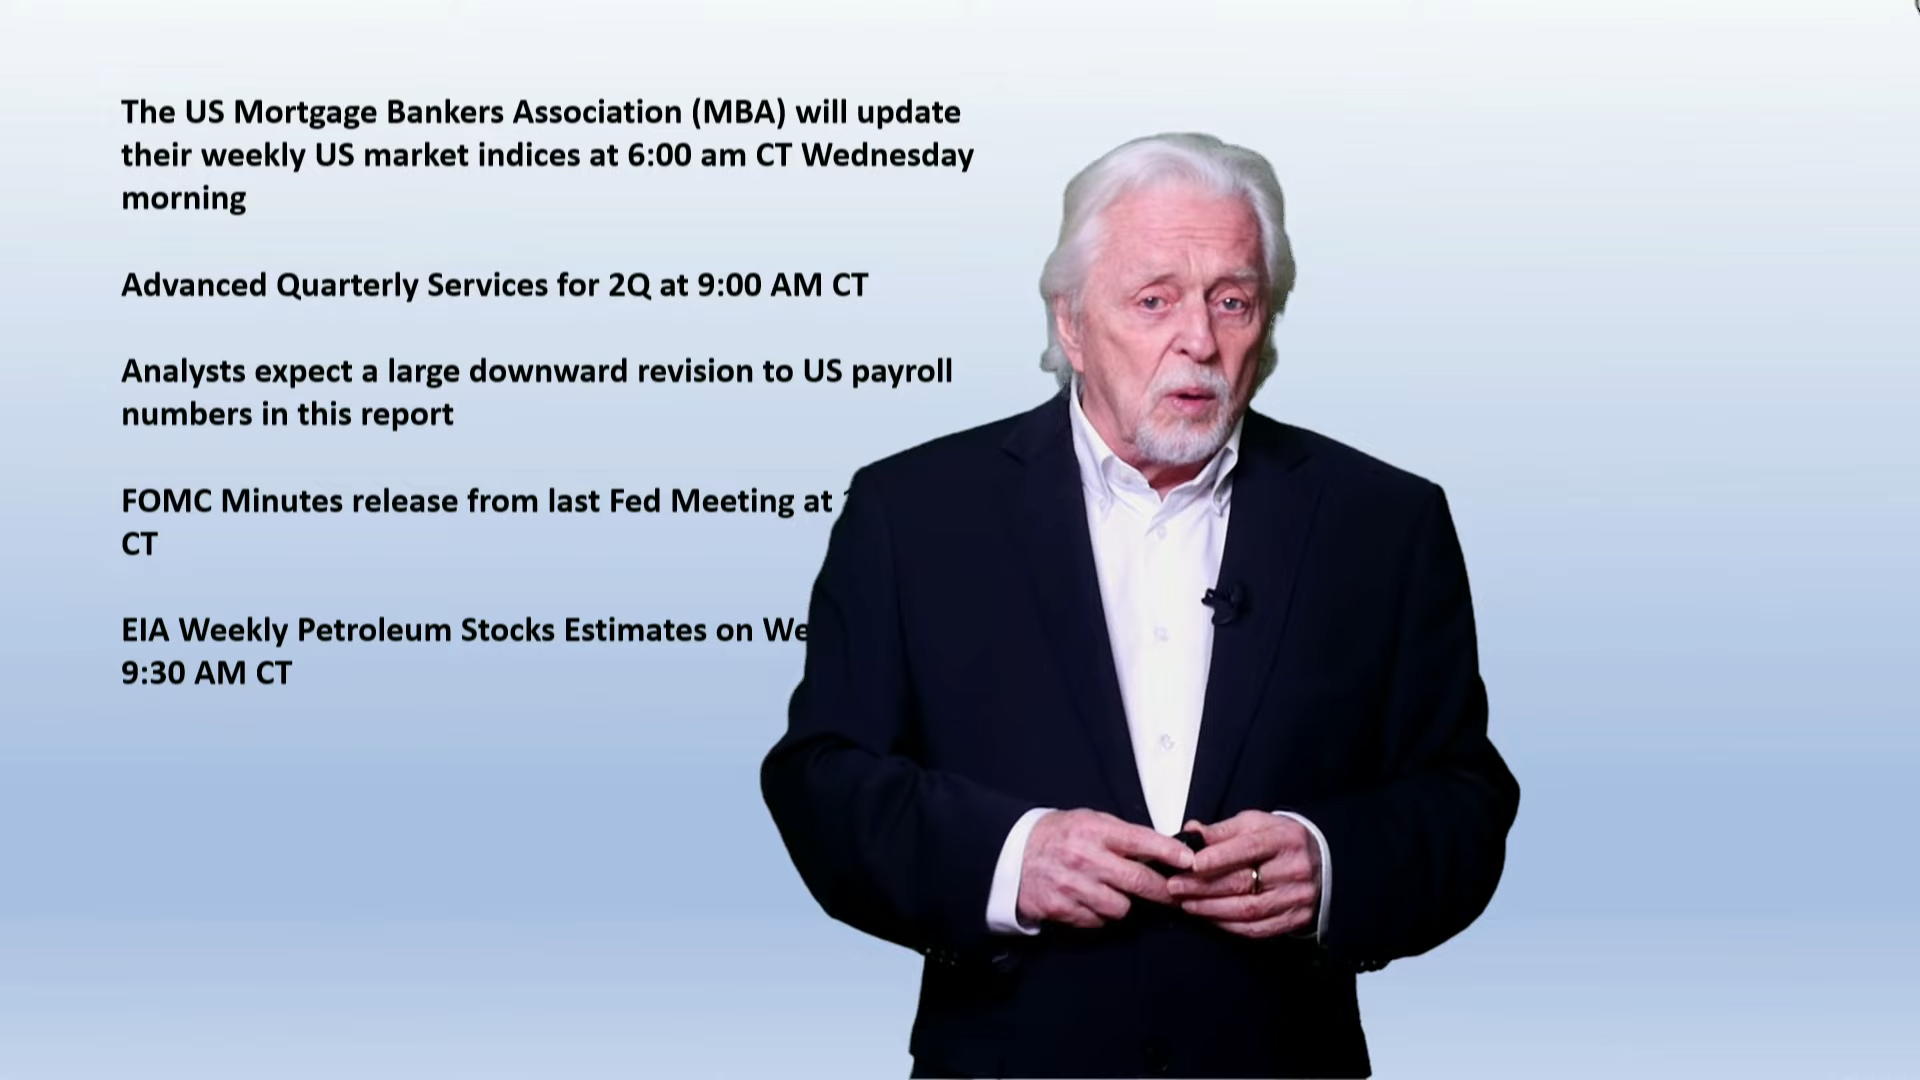 The US Mortgage Bankers Association (MBA) will update
their weekly US market indices at 6:00 am CT Wednesday
morning
Advanced Quarterly Services for 2Q at 9:00 AM CT
Analysts expect a large downward revision to US payroll
numbers in this report
FOMC Minutes release from last Fed Meeting at
CT
EIA Weekly Petroleum Stocks Estimates on
9:30 AM CT